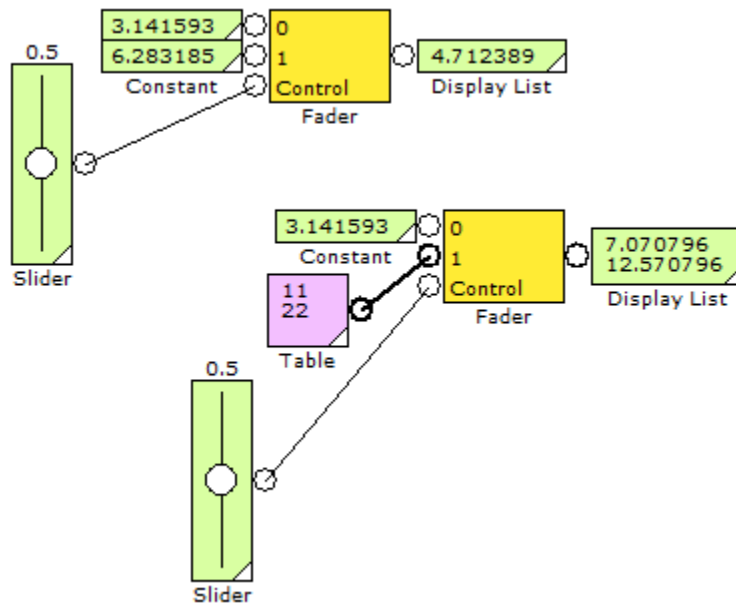 0.5
3.141593
0
6.283185
1
4.712389
Constant
Control
Display List
Fader
Slider
3.141593
0
Constant
1
7.070796
12.570796
Control
11
22
Fader
Display List
Table
0.5
Slider